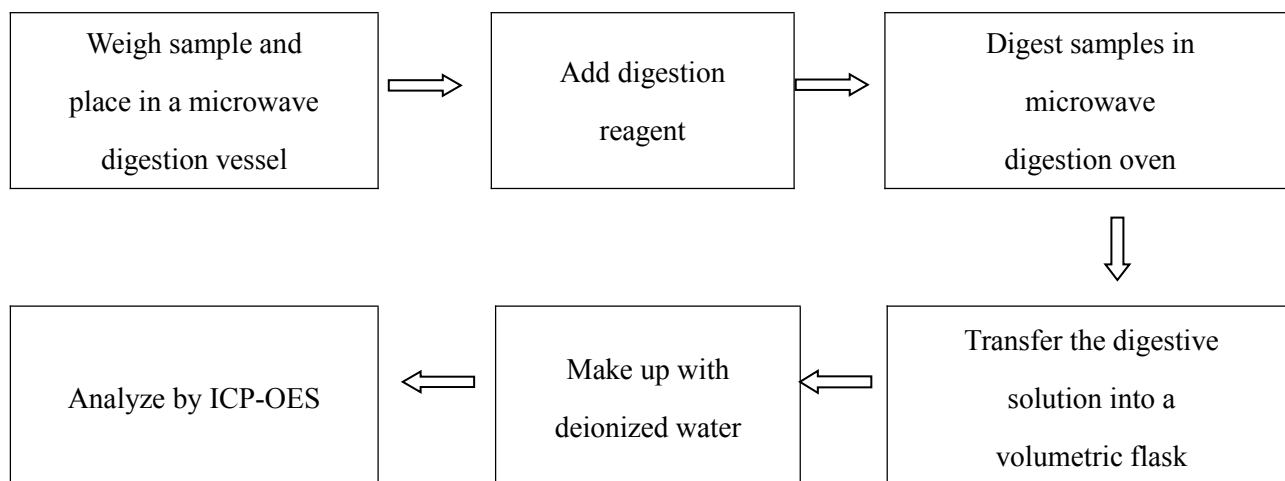 Weigh sample and
place in a microwave
digestion vessel
Add digestion
reagent
Digest samples in
microwave
digestion oven
Transfer the digestive
solution into a
volumetric flask
Make up with
deionized water
Analyze by ICP-OES